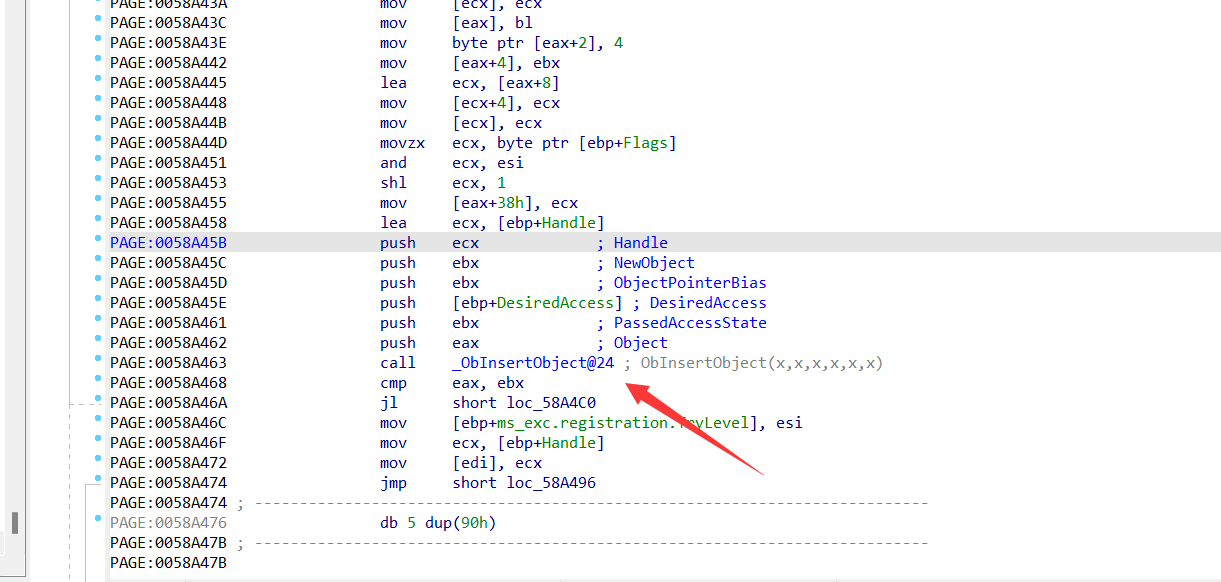 PAGE:0058A43A mov [ecx], ecx
PAGE:0058A43C mov [eax], bl
PAGE:0058A43E mov byte ptr [eax+2], 4
PAGE:0058A442 mov [eax+4], ebx
PAGE:0058A445 lea ecx, [eax+8]
PAGE:0058A448 mov [ecx+4], ecx
PAGE:0058A44B mov [ecx], ecx
PAGE:0058A44D movzx ecx, byte ptr [ebp+Flags]
PAGE:0058A451 and ecx, esi
PAGE:0058A453 shl ecx, 1
PAGE:0058A455 mov [eax+38h], ecx
PAGE:0058A458 lea ecx, [ebp+Handle]
PAGE:0058A45B push ecx ; Handle
PAGE:0058A45C push ebx ; NewObject
PAGE:0058A45D push ebx ; ObjectPointerBias
PAGE:0058A45E push [ebp+DesiredAccess] ; DesiredAccess
PAGE:0058A461 push ebx ; PassedAccessState
PAGE:0058A462 push eax ; Object
PAGE:0058A463 call _ObInsertObject@24 ; ObInsertObject(x,x,x,x,x,x)
PAGE:0058A468 cmp eax, ebx
PAGE:0058A46A jl short loc_58A4C0
PAGE:0058A46C mov [ebp+ms_exc.registration.TryLevel], esi
PAGE:0058A46F mov ecx, [ebp+Handle]
PAGE:0058A472 mov [edi], ecx
PAGE:0058A474 jmp short loc_58A496
PAGE:0058A474 ; ---------------------------------------------------------------------------
PAGE:0058A476 db 5 dup(90h)
PAGE:0058A47B ; ---------------------------------------------------------------------------
PAGE:0058A47B